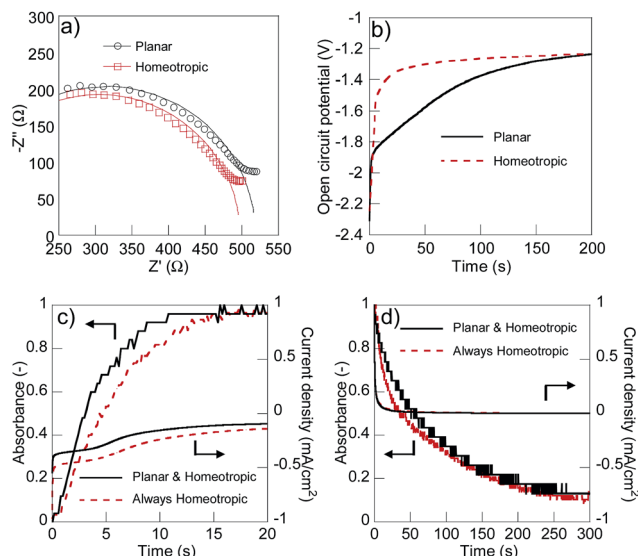 a)
300
250
200
150
100
50
0
-Z″ (Ω)
Planar
Homeotropic
250 300 350 400 450 500 550
Z' (Ω)
b)
-1
-1.2
-1.4
-1.6
-1.8
-2
-2.2
-2.4
Open circuit potential (V)
Planar
Homeotropic
0 50 100 150 200
Time (s)
c)
1
0.8
0.6
0.4
0.2
0
Absorbance (-)
1
0.5
0
-0.5
-1
Current density (mA/cm²)
Planar & Homeotropic
Always Homeotropic
0 5 10 15 20
Time (s)
d)
1
0.8
0.6
0.4
0.2
0
Absorbance (-)
1
0.5
0
-0.5
-1
Current density (mA/cm²)
Planar & Homeotropic
Always Homeotropic
0 50 100 150 200 250 300
Time (s)